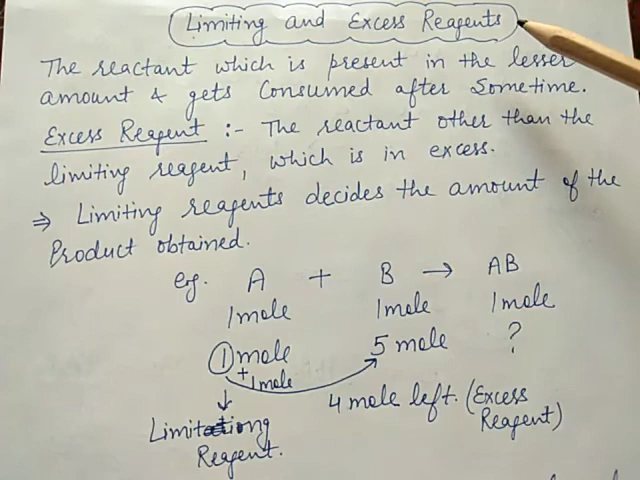 Limiting and Excess Reagents
The reactant which is present in the lesser
amount & gets Consumed after Sometime.
Excess Reagent :- The reactant other than the
limiting reagent, which is in excess.
⇒ Limiting reagents decides the amount of the
Product obtained.
eg. A + B → AB
1 mole 1 mole 1 mole
1 mole 5 mole ?
+ 1 mole
↓ 4 mole left. (Excess
Reagent)
Limiting
Reagent.